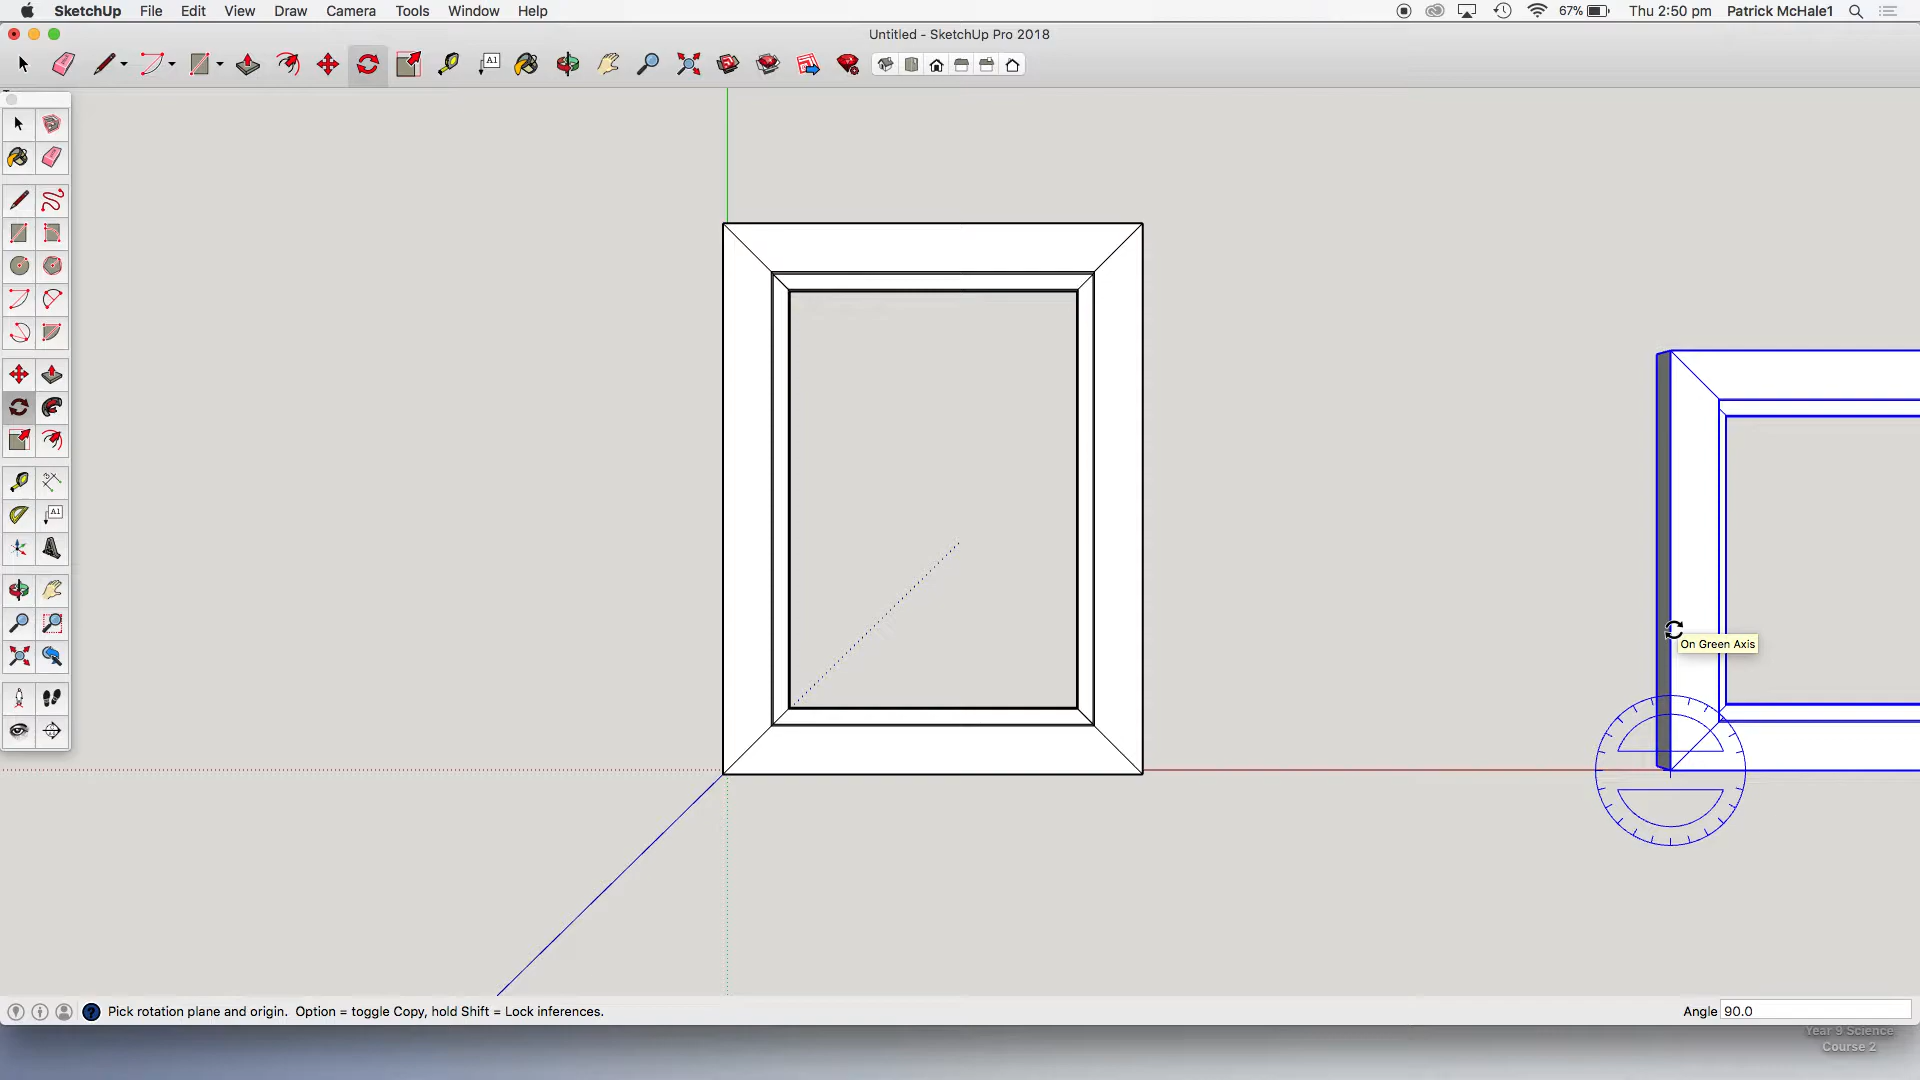 SketchUp File Edit View Draw Camera Tools Window Help 67% Thu 2:50 pm Patrick McHale1
Untitled - SketchUp Pro 2018
A1
A1
On Green Axis
Pick rotation plane and origin. Option = toggle Copy, hold Shift = Lock inferences. Angle 90.0
Year 9 Science
Course 2